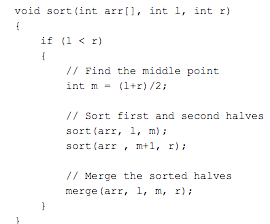 void sort(int arr[], int l, int r)
{
if (l < r)
{
// Find the middle point
int m = (l+r)/2;
// Sort first and second halves
sort(arr, l, m);
sort(arr , m+1, r);
// Merge the sorted halves
merge(arr, l, m, r);
}
}